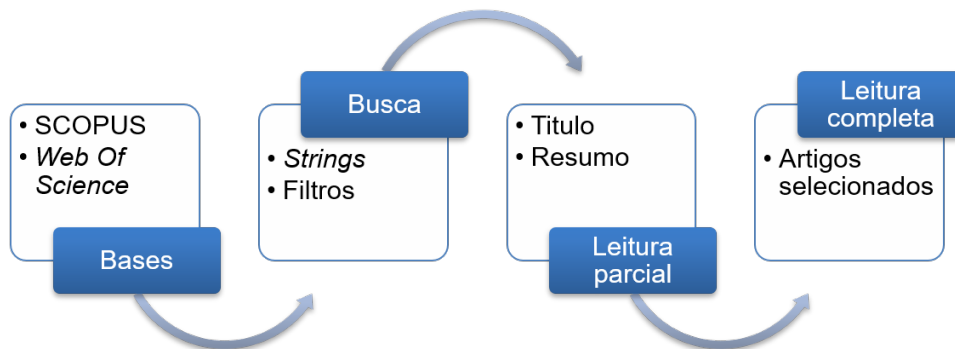 • SCOPUS
• Web Of
Science
Bases
Busca
• Strings
• Filtros
• Titulo
• Resumo
Leitura
parcial
Leitura
completa
• Artigos
selecionados